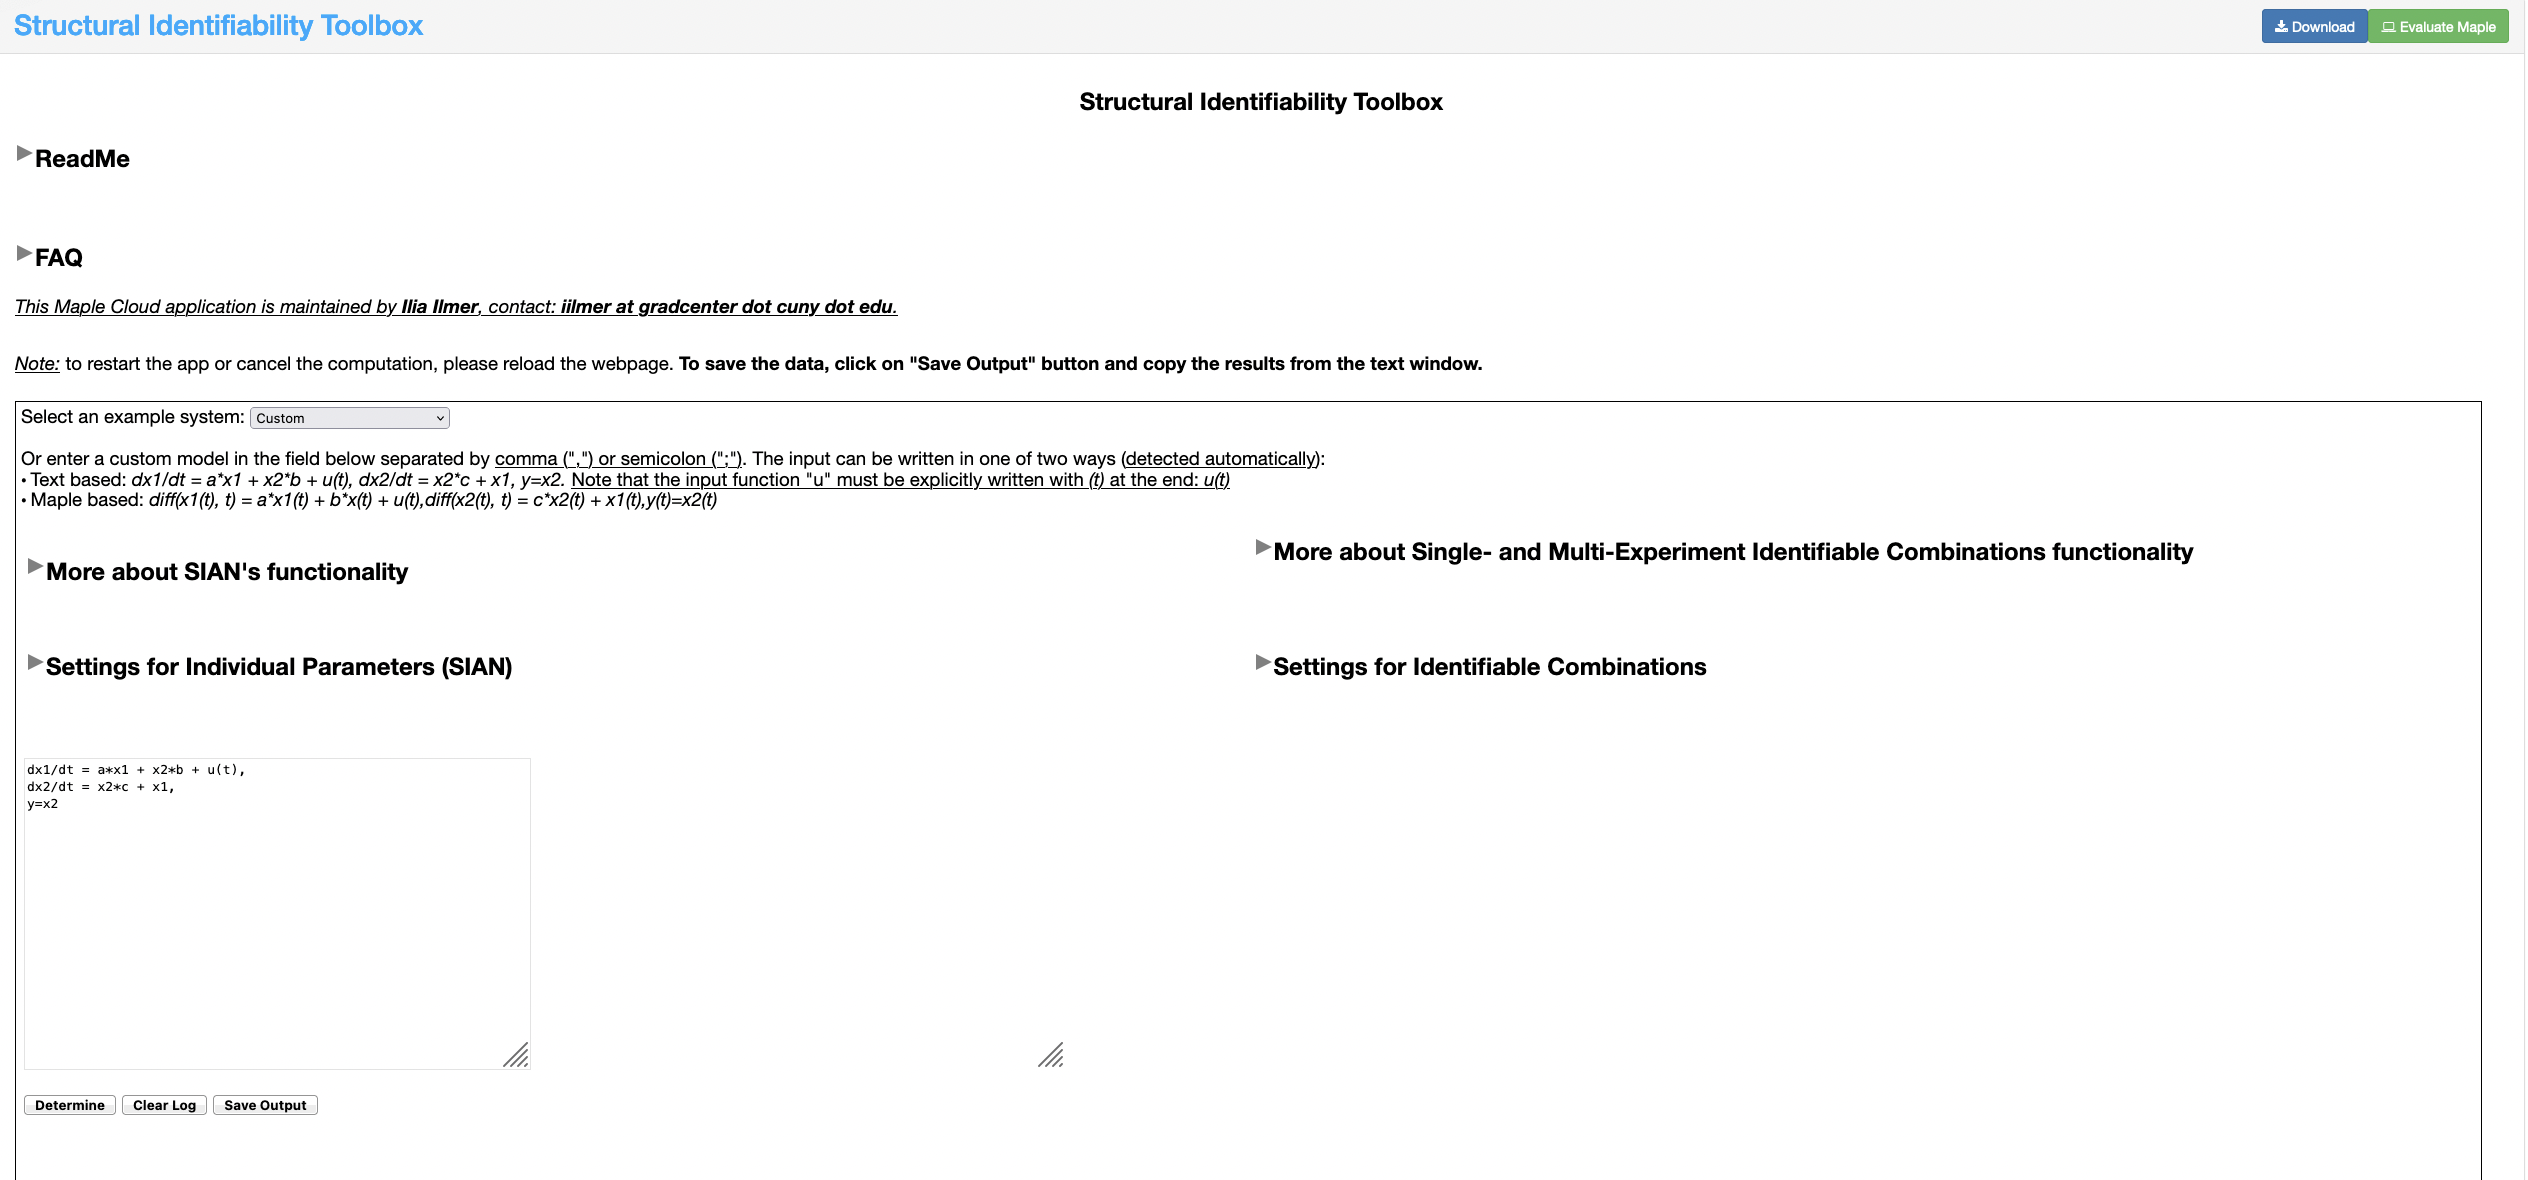 Structural Identifiability Toolbox
Download
Evaluate Maple
Structural Identifiability Toolbox
ReadMe
FAQ
This Maple Cloud application is maintained by Ilia Ilmer, contact: iilmer at gradcenter dot cuny dot edu.
Note: to restart the app or cancel the computation, please reload the webpage. To save the data, click on "Save Output" button and copy the results from the text window.
Select an example system: Custom
Or enter a custom model in the field below separated by comma (",") or semicolon (";"). The input can be written in one of two ways (detected automatically):
• Text based: dx1/dt = a*x1 + x2*b + u(t), dx2/dt = x2*c + x1, y=x2. Note that the input function "u" must be explicitly written with (t) at the end: u(t)
• Maple based: diff(x1(t), t) = a*x1(t) + b*x(t) + u(t),diff(x2(t), t) = c*x2(t) + x1(t),y(t)=x2(t)
More about SIAN's functionality
More about Single- and Multi-Experiment Identifiable Combinations functionality
Settings for Individual Parameters (SIAN)
Settings for Identifiable Combinations
dx1/dt = a*x1 + x2*b + u(t),
dx2/dt = x2*c + x1,
y=x2
Determine
Clear Log
Save Output